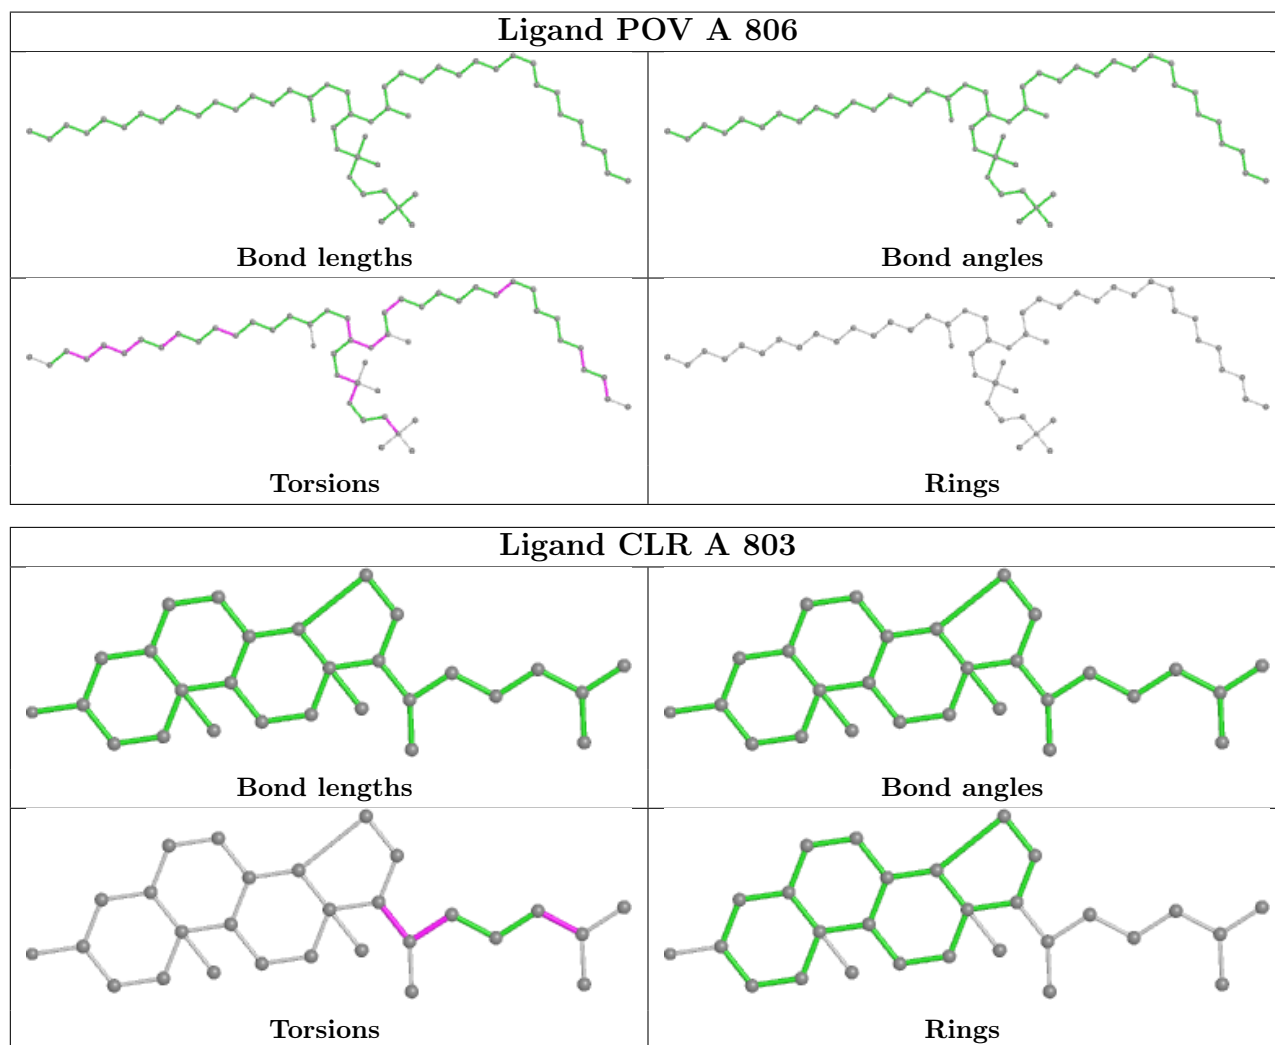 Ligand POV A 806
Bond lengths
Bond angles
Torsions
Rings
Ligand CLR A 803
Bond lengths
Bond angles
Torsions
Rings